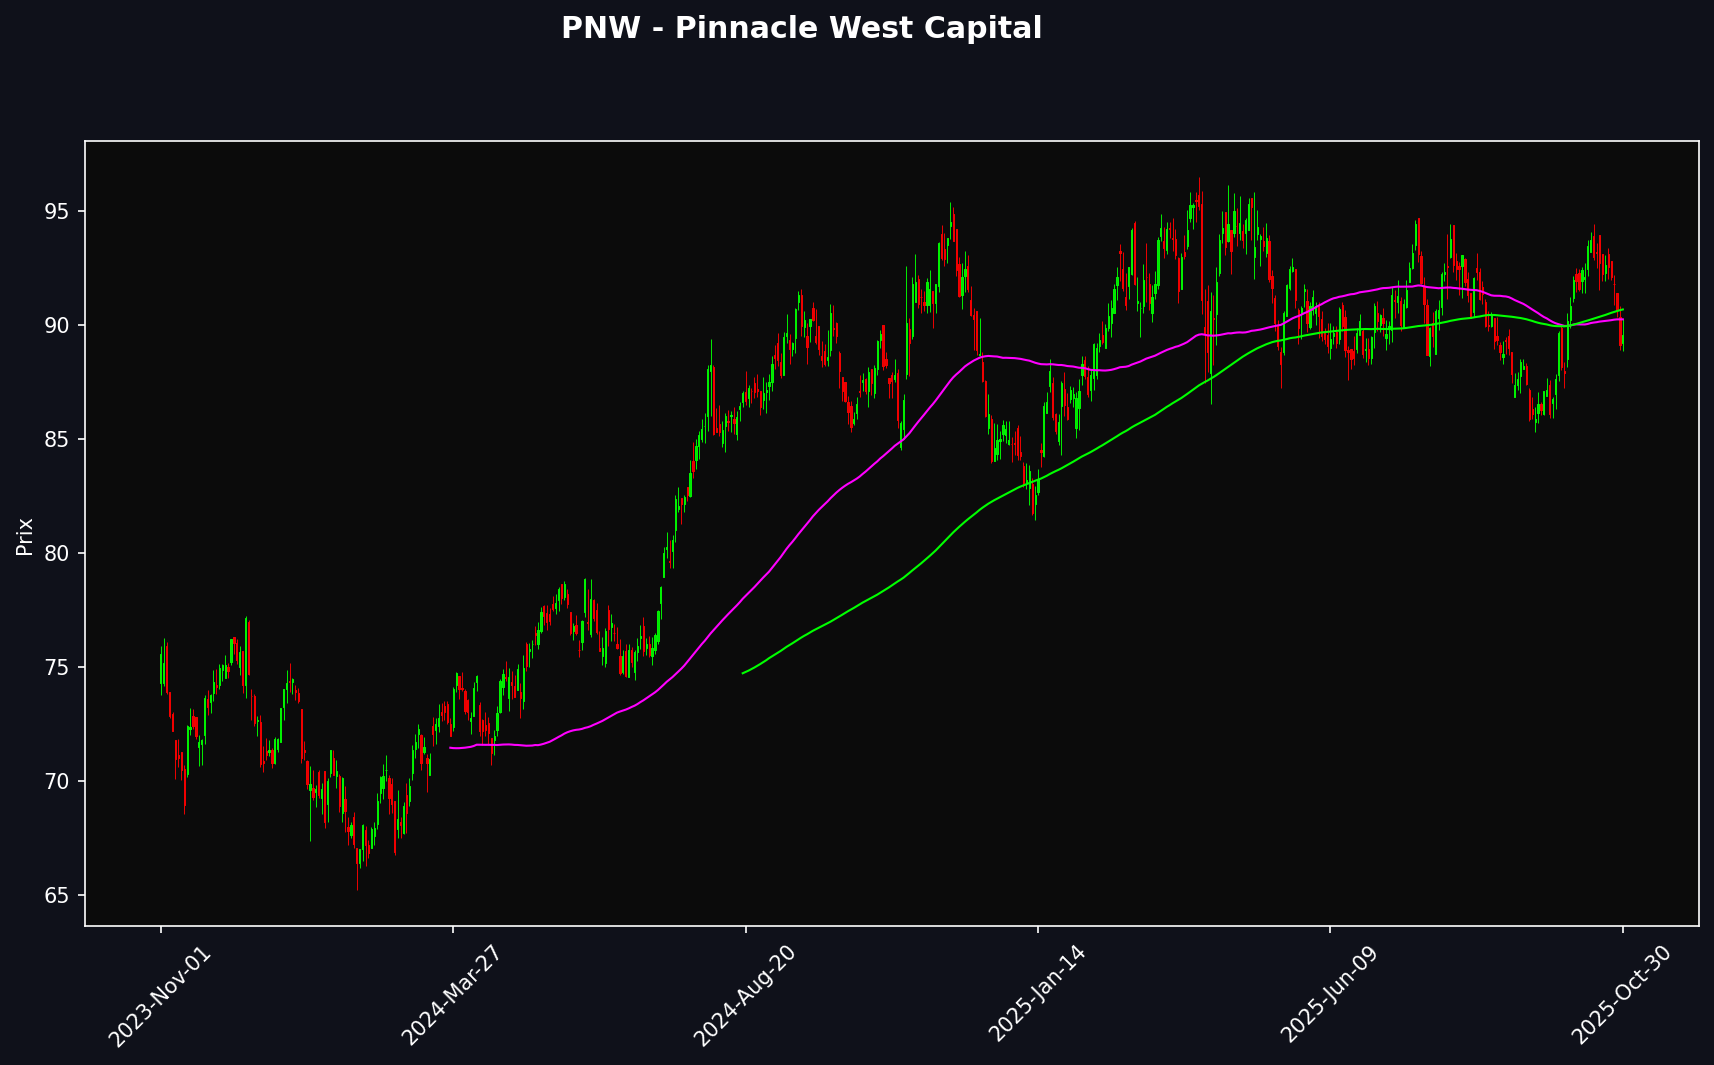 PNW - Pinnacle West Capital
Prix
95
90
85
80
75
70
65
2023-Nov-01
2024-Mar-27
2024-Aug-20
2025-Jan-14
2025-Jun-09
2025-Oct-30